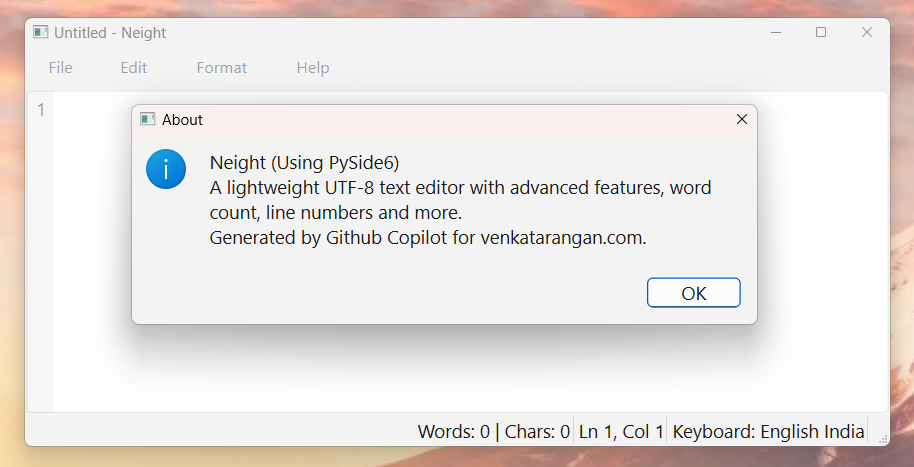 Untitled - Neight
File Edit Format Help
1
About
i
Neight (Using PySide6)
A lightweight UTF-8 text editor with advanced features, word
count, line numbers and more.
Generated by Github Copilot for venkatarangan.com.
OK
Words: 0 | Chars: 0 Ln 1, Col 1 Keyboard: English India